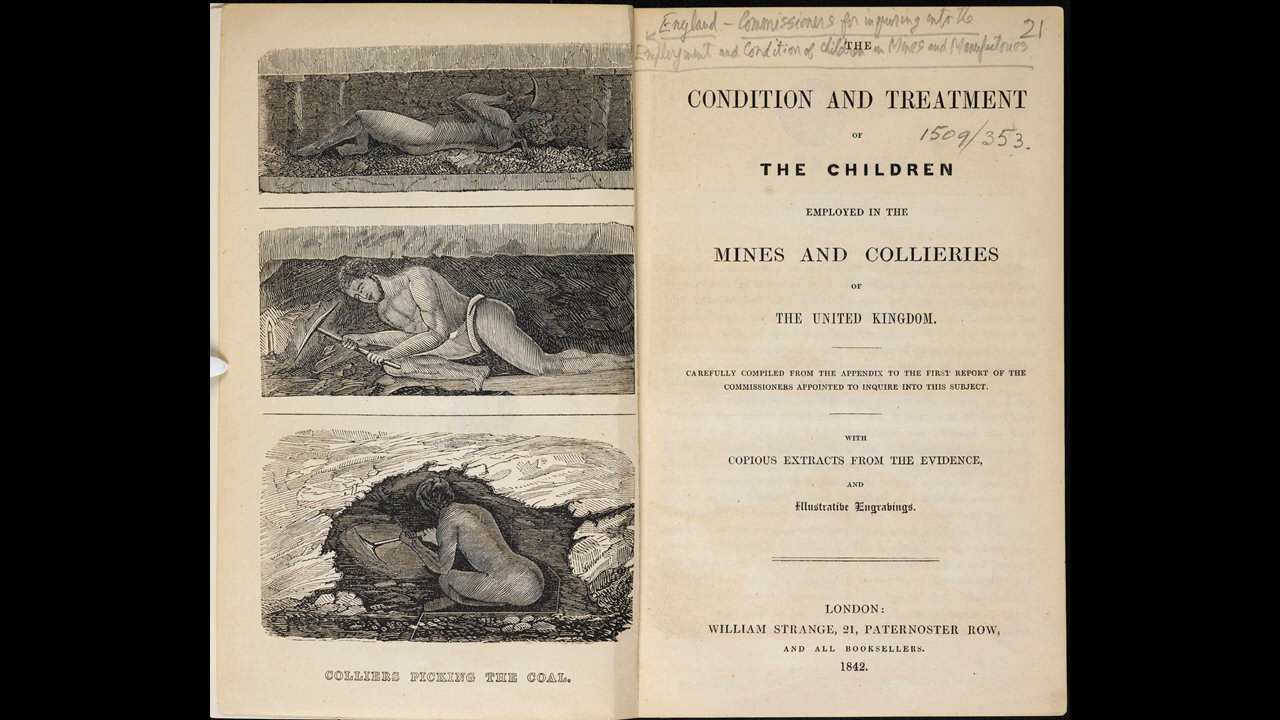 COLLIERS PICKING THE COAL.
England - Commissioners for inquiring into the
21
Employment and Condition of Children in Mines and Manufactories
THE
CONDITION AND TREATMENT
OF
1509/353.
THE CHILDREN
EMPLOYED IN THE
MINES AND COLLIERIES
OF
THE UNITED KINGDOM.
CAREFULLY COMPILED FROM THE APPENDIX TO THE FIRST REPORT OF THE
COMMISSIONERS APPOINTED TO INQUIRE INTO THIS SUBJECT.
WITH
COPIOUS EXTRACTS FROM THE EVIDENCE,
AND
Illustrative Engravings.
LONDON:
WILLIAM STRANGE, 21, PATERNOSTER ROW,
AND ALL BOOKSELLERS.
1842.